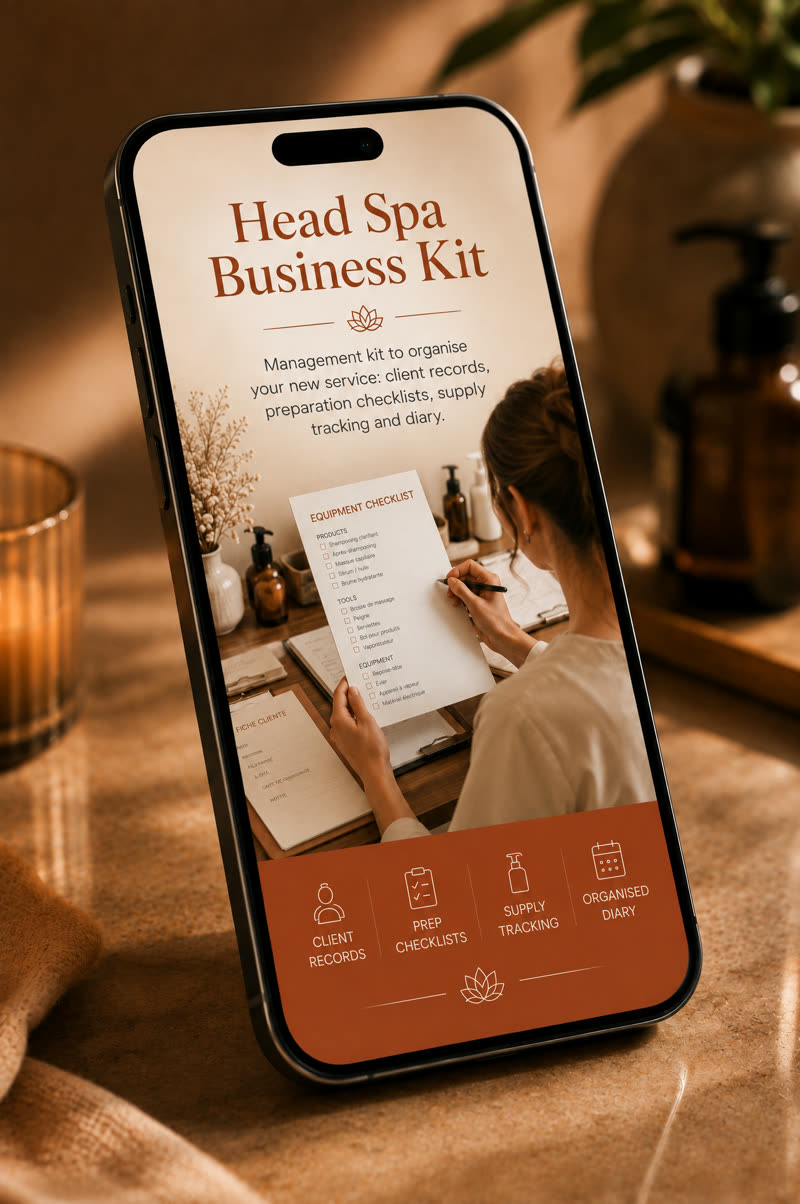 Head Spa
Business Kit
Management kit to organise
your new service: client records,
preparation checklists, supply
tracking and diary.
EQUIPMENT CHECKLIST
PRODUCTS
Shampooing clarifiant
Après-shampooing
Masque capillaire
Sérum / huile
Brume hydratante
TOOLS
Brosse de massage
Peigne
Serviettes
Bol pour produits
Vaporisateur
EQUIPMENT
Repose-tête
Evier
Appareil à vapeur
Matériel électrique
FICHE CLIENTE
CLIENT
RECORDS
PREP
CHECKLISTS
SUPPLY
TRACKING
ORGANISED
DIARY